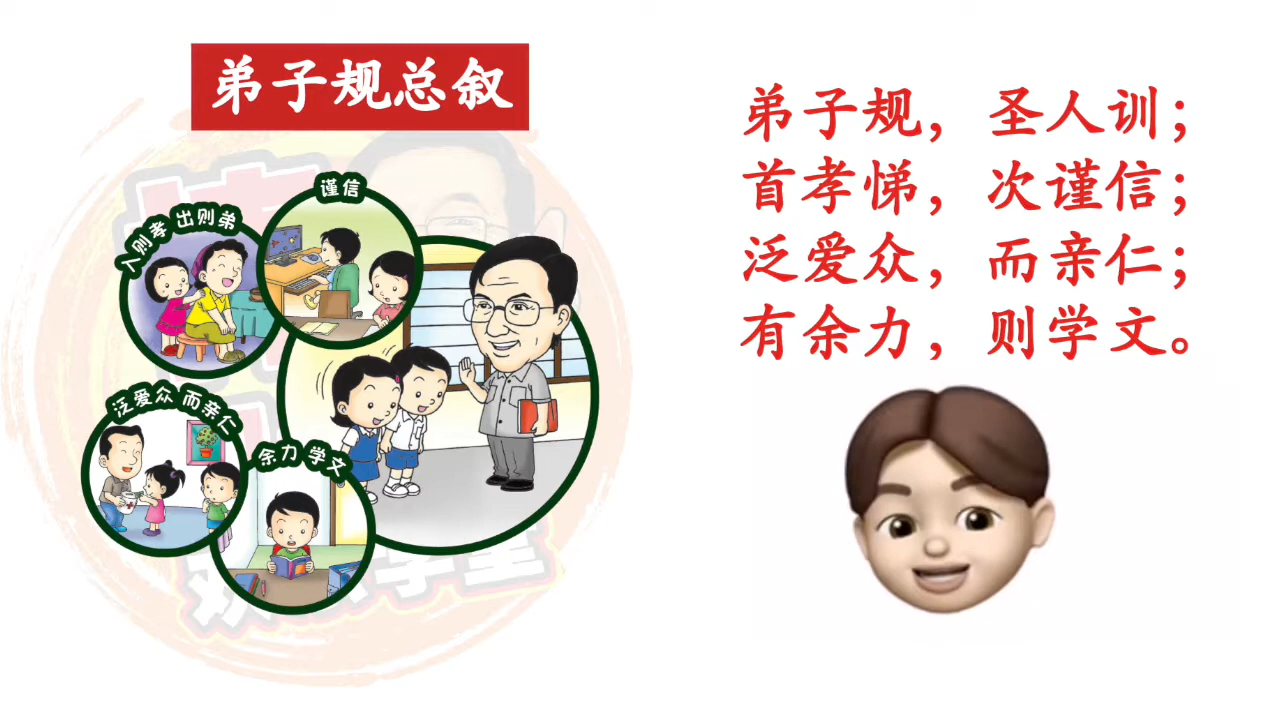 弟子规总叙
弟子规，圣人训；
首孝悌，次谨信；
泛爱众，而亲仁；
有余力，则学文。
谨信
入则孝 出则弟
泛爱众 而亲仁
余力 学文